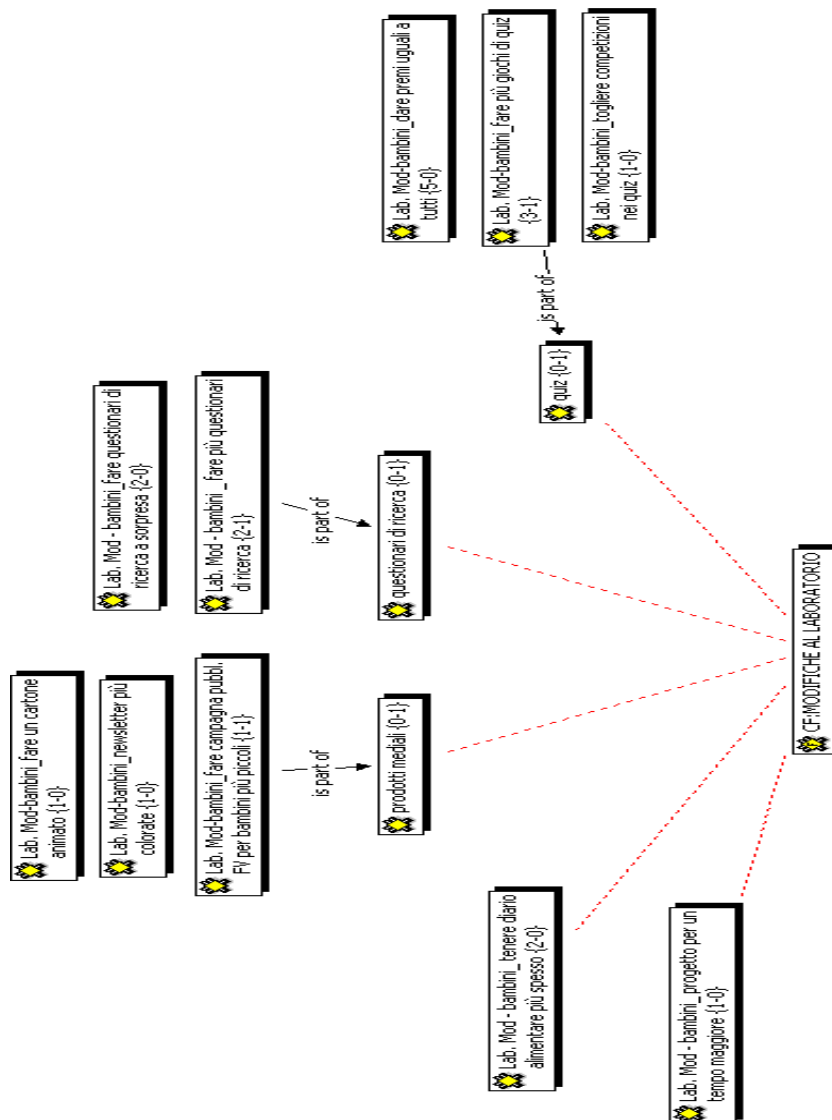 Lab. Mod-bambini_fare un cartone
animato {1-0}
Lab. Mod-bambini_newsletter più
colorate {1-0}
Lab. Mod-bambini_fare campagna pubbl.
FV per bambini più piccoli {1-1}
is part of
prodotti mediali {0-1}
Lab. Mod - bambini_fare questionari di
ricerca a sorpresa {2-0}
Lab. Mod - bambini _ fare più questionari
di ricerca {2-1}
is part of
questionari di ricerca {0-1}
Lab. Mod-bambini_dare premi uguali a
tutti {5-0}
Lab. Mod-bambini_fare più giochi di quiz
{3-1}
Lab. Mod-bambini_togliere competizioni
nei quiz {1-0}
is part of
quiz {0-1}
Lab. Mod - bambini_tenere diario
alimentare più spesso {2-0}
Lab. Mod - bambini_progetto per un
tempo maggiore {1-0}
CF:MODIFICHE AL LABORATORIO